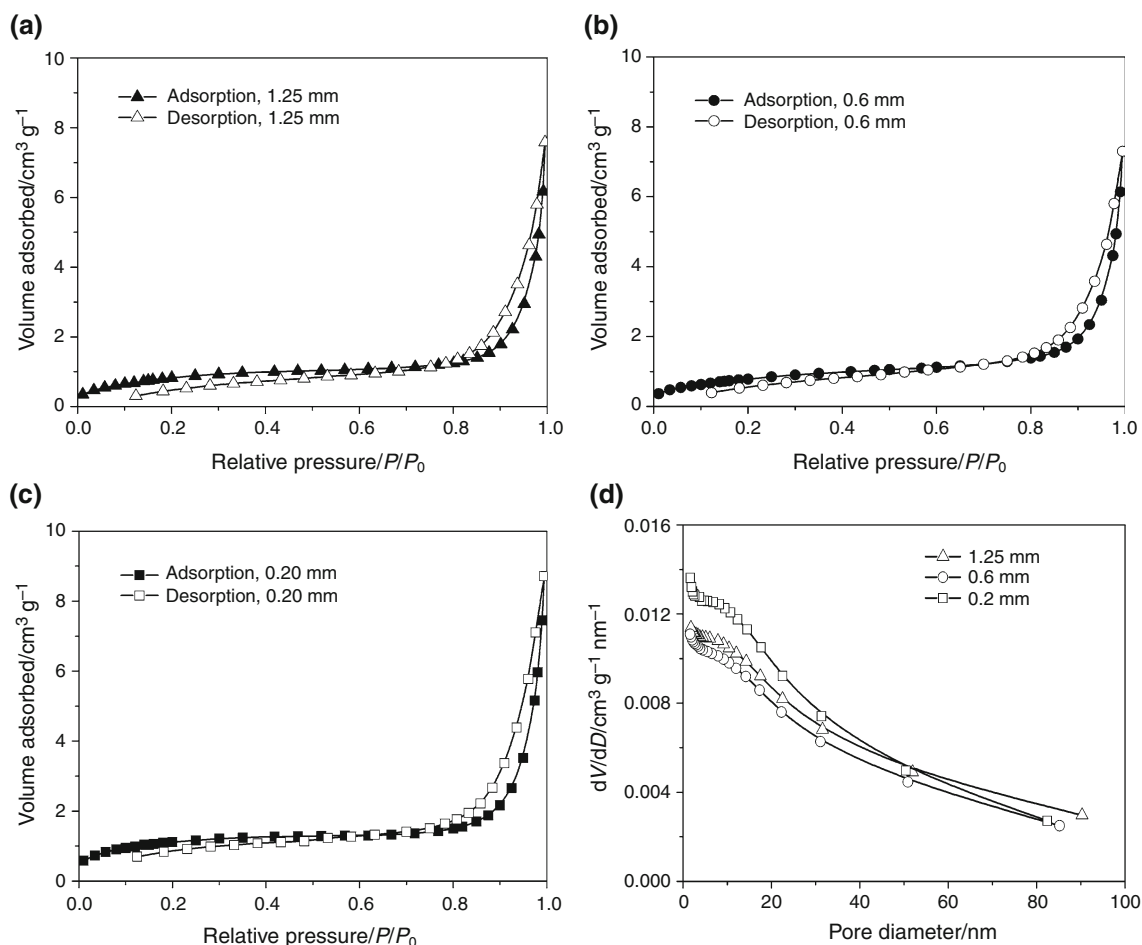 (a)
10
8
6
4
2
0
Volume adsorbed/cm³ g⁻¹
Adsorption, 1.25 mm
Desorption, 1.25 mm
0.0 0.2 0.4 0.6 0.8 1.0
Relative pressure/P/P₀
(b)
10
8
6
4
2
0
Volume adsorbed/cm³ g⁻¹
Adsorption, 0.6 mm
Desorption, 0.6 mm
0.0 0.2 0.4 0.6 0.8 1.0
Relative pressure/P/P₀
(c)
10
8
6
4
2
0
Volume adsorbed/cm³ g⁻¹
Adsorption, 0.20 mm
Desorption, 0.20 mm
0.0 0.2 0.4 0.6 0.8 1.0
Relative pressure/P/P₀
(d)
0.016
0.012
0.008
0.004
0.000
dV/dD/cm³ g⁻¹ nm⁻¹
1.25 mm
0.6 mm
0.2 mm
0 20 40 60 80 100
Pore diameter/nm